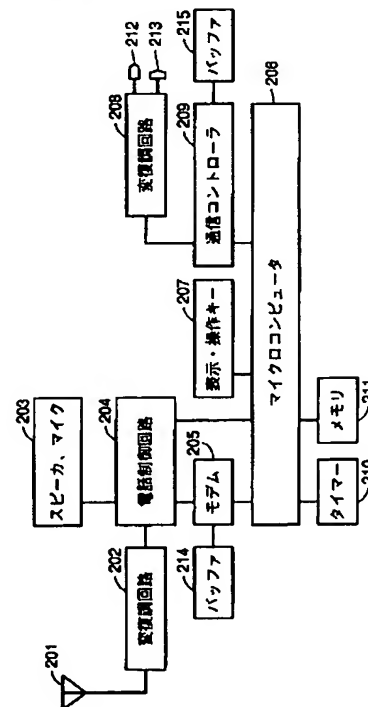 201
202
変復調回路
203
スピーカ、マイク
204
電話制御回路
205
モデム
214
バッファ
207
表示・操作キー
208
変復調回路
212
213
209
通信コントローラ
215
バッファ
206
マイクロコンピュータ
タイマー
210
メモリ
211